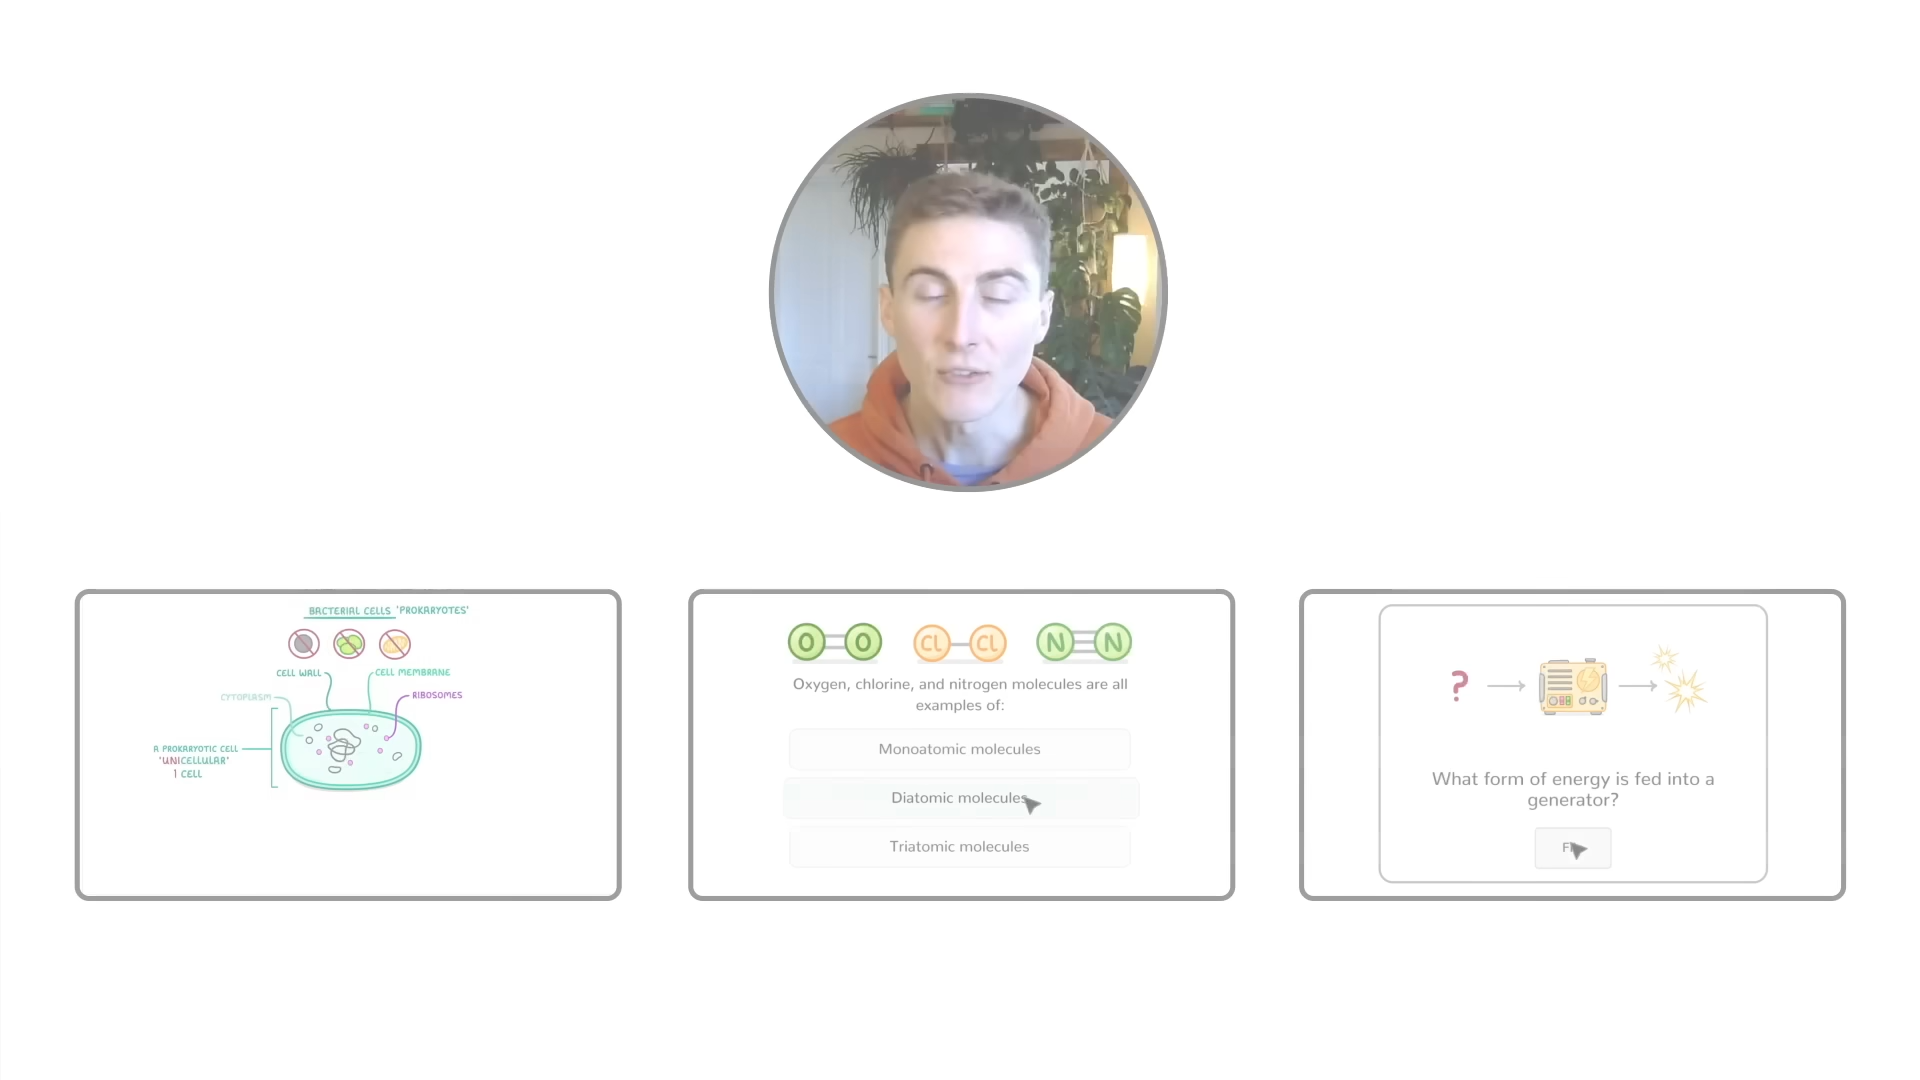 BACTERIAL CELLS 'PROKARYOTES'
CELL WALL
CELL MEMBRANE
CYTOPLASM
RIBOSOMES
A PROKARYOTIC CELL
'UNICELLULAR'
1 CELL
O O
Cl Cl
N N
Oxygen, chlorine, and nitrogen molecules are all
examples of:
Monoatomic molecules
Diatomic molecules
Triatomic molecules
?
What form of energy is fed into a
generator?